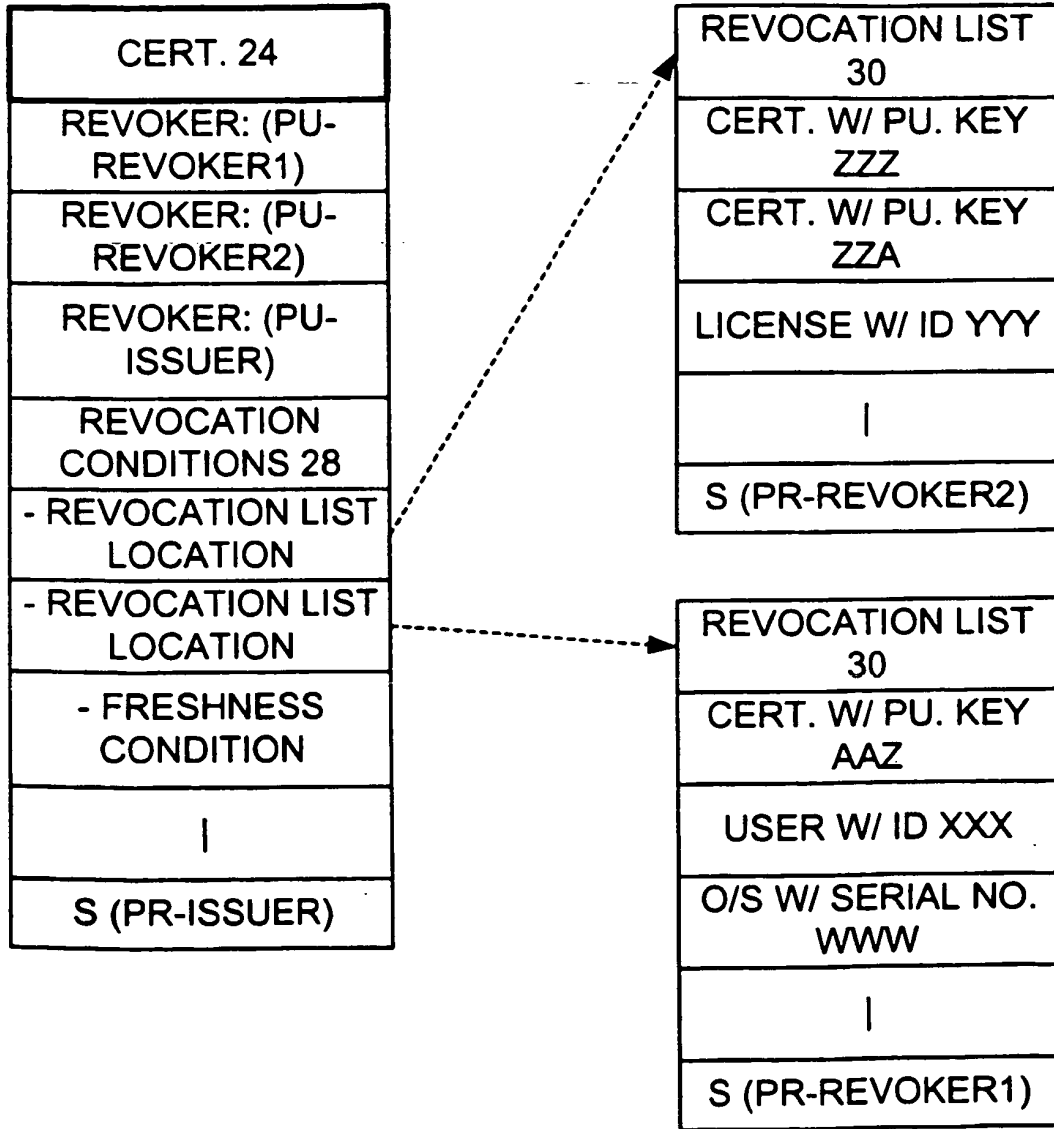 CERT. 24
REVOKER: (PU-
REVOKER1)
REVOKER: (PU-
REVOKER2)
REVOKER: (PU-
ISSUER)
REVOCATION
CONDITIONS 28
- REVOCATION LIST
LOCATION
- REVOCATION LIST
LOCATION
- FRESHNESS
CONDITION
|
S (PR-ISSUER)
REVOCATION LIST
30
CERT. W/ PU. KEY
ZZZ
CERT. W/ PU. KEY
ZZA
LICENSE W/ ID YYY
|
S (PR-REVOKER2)
REVOCATION LIST
30
CERT. W/ PU. KEY
AAZ
USER W/ ID XXX
O/S W/ SERIAL NO.
WWW
|
S (PR-REVOKER1)